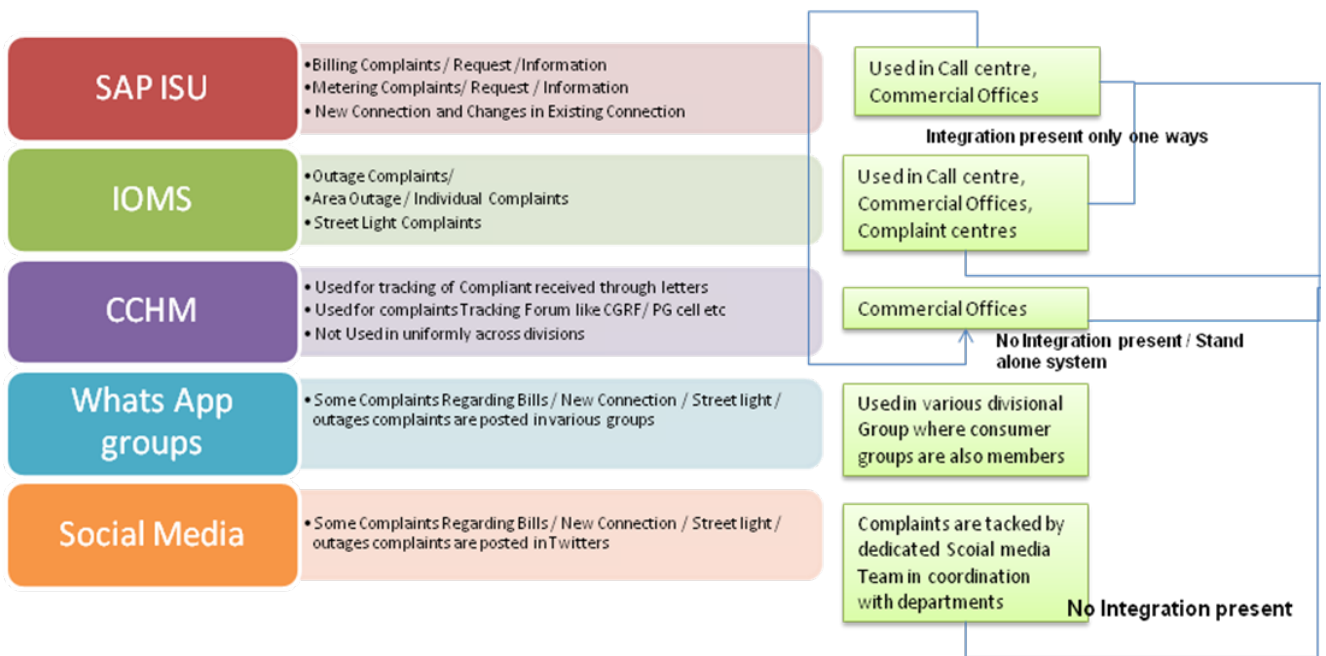 SAP ISU
•Billing Complaints / Request /Information
•Metering Complaints/ Request / Information
•New Connection and Changes in Existing Connection
Used in Call centre,
Commercial Offices
Integration present only one ways
IOMS
•Outage Complaints/
•Area Outage / Individual Complaints
•Street Light Complaints
Used in Call centre,
Commercial Offices,
Complaint centres
CCHM
• Used for tracking of Compliant received through letters
• Used for complaints Tracking Forum like CGRF/ PG cell etc
• Not Used in uniformly across divisions
Commercial Offices
No Integration present / Stand
alone system
Whats App
groups
• Some Complaints Regarding Bills / New Connection / Street light /
outages complaints are posted in various groups
Used in various divisional
Group where consumer
groups are also members
Social Media
• Some Complaints Regarding Bills / New Connection / Street light /
outages complaints are posted in Twitters
Complaints are tacked by
dedicated Scoial media
Team in coordination
with departments
No Integration present